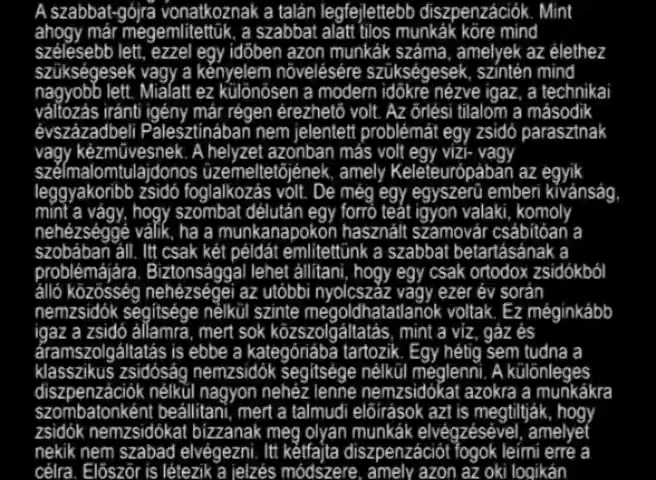 A szabbat-gójra vonatkoznak a talán legfejlettebb diszpenzációk. Mint
ahogy már megemlítettük, a szabbat alatt tilos munkák köre mind
szélesebb lett, ezzel egy időben azon munkák száma, amelyek az élethez
szükségesek vagy a kényelem növelésére szükségesek, szintén mind
nagyobb lett. Mialatt ez különösen a modern időkre nézve igaz, a technikai
változás iránti igény már régen érezhető volt. Az őrlési tilalom a második
évszázadbeli Palesztínában nem jelentett problémát egy zsidó parasztnak
vagy kézművesnek. A helyzet azonban más volt egy vízi- vagy
szélmalomtulajdonos üzemeltetőjének, amely Keleteurópában az egyik
leggyakoribb zsidó foglalkozás volt. De még egy egyszerű emberi kívánság,
mint a vágy, hogy szombat délután egy forró teát igyon valaki, komoly
nehézséggé válik, ha a munkanapokon használt szamovár csábítóan a
szobában áll. Itt csak két példát említettünk a szabbat betartásának a
problémájára. Biztonsággal lehet állítani, hogy egy csak ortodox zsidókból
álló közösség nehézségei az utóbbi nyolcszáz vagy ezer év során
nemzsidók segítsége nélkül szinte megoldhatatlanok voltak. Ez méginkább
igaz a zsidó államra, mert sok közszolgáltatás, mint a víz, gáz és
áramszolgáltatás is ebbe a kategóriába tartozik. Egy hétig sem tudna a
klasszikus zsidóság nemzsidók segítsége nélkül meglenni. A különleges
diszpenzációk nélkül nagyon nehéz lenne nemzsidókat azokra a munkákra
szombatonként beállítani, mert a talmudi előírások azt is megtiltják, hogy
zsidók nemzsidókat bízzanak meg olyan munkák elvégzésével, amelyet
nekik nem szabad elvégezni. Itt kétfajta diszpenzációt fogok leírni erre a
célra. Először is létezik a jelzés módszere, amely azon az oki logikán